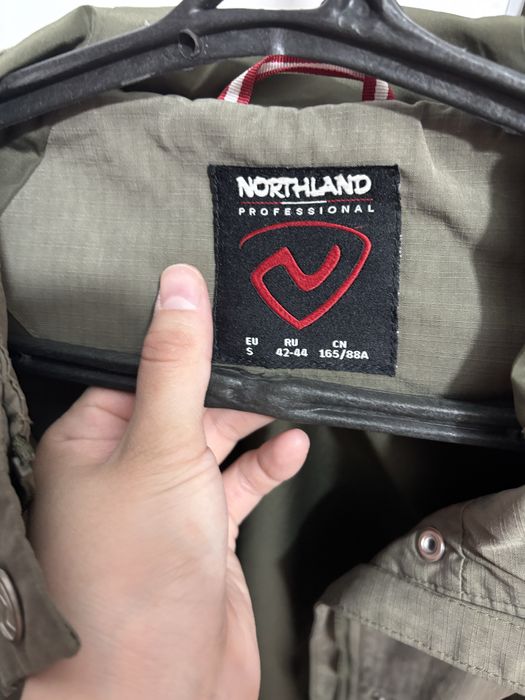 NORTHLAND
PROFESSIONAL
EU RU CN
S 42-44 165/88A